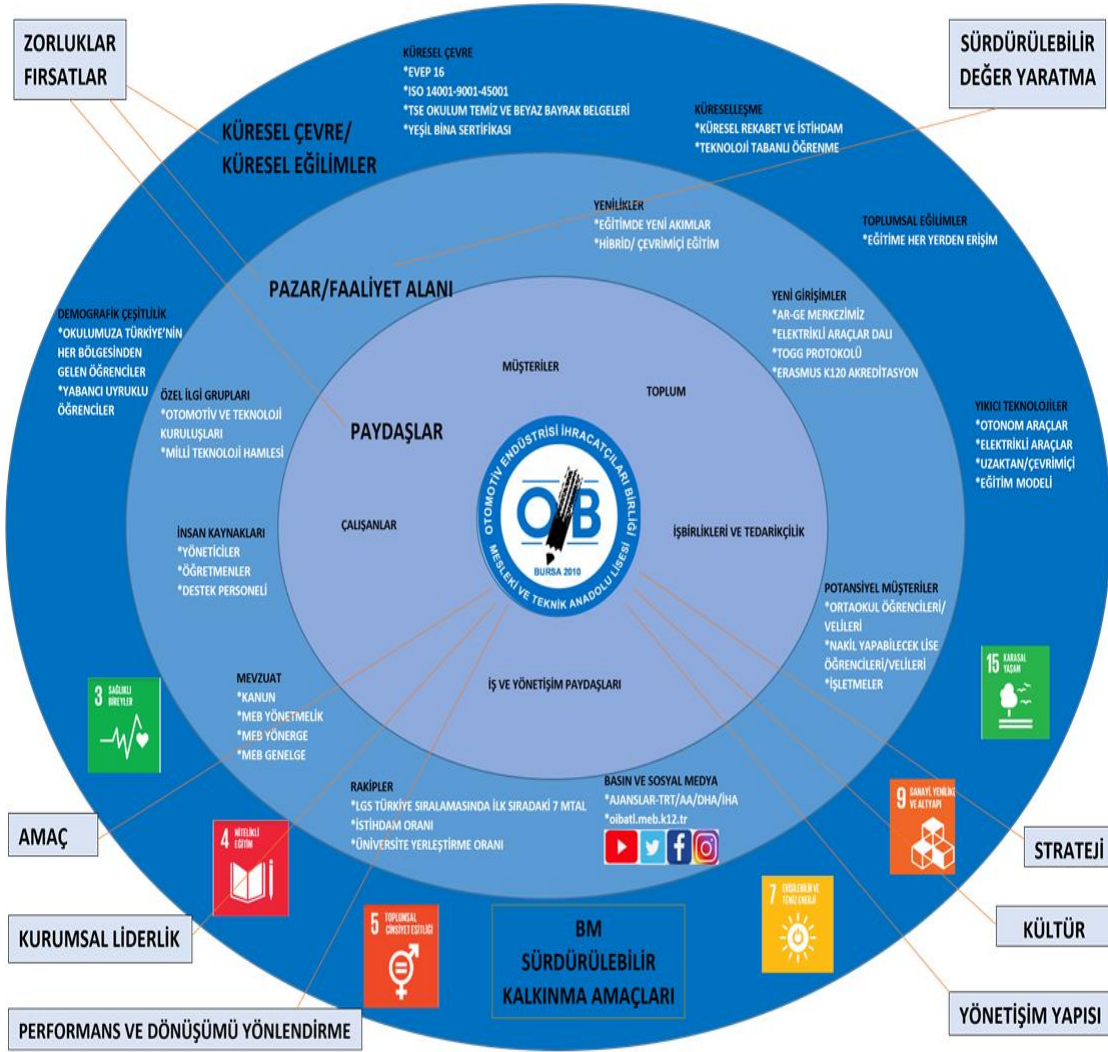 ZORLUKLAR
FIRSATLAR
SÜRDÜRÜLEBİLİR
DEĞER YARATMA
KÜRESEL ÇEVRE
*EVEP 16
*ISO 14001-9001-45001
*TSE OKULUM TEMİZ VE BEYAZ BAYRAK BELGELERİ
*YEŞİL BİNA SERTİFİKASI
KÜRESELLEŞME
*KÜRESEL REKABET VE İSTİHDAM
*TEKNOLOJİ TABANLI ÖĞRENME
KÜRESEL ÇEVRE/
KÜRESEL EĞİLİMLER
YENİLİKLER
*EĞİTİMDE YENİ AKIMLAR
*HİBRİD/ ÇEVRİMİÇİ EĞİTİM
TOPLUMSAL EĞİLİMLER
*EĞİTİME HER YERDEN ERİŞİM
PAZAR/FAALİYET ALANI
YENİ GİRİŞİMLER
*AR-GE MERKEZİMİZ
*ELEKTRİKLİ ARAÇLAR DALI
*TOGG PROTOKOLÜ
*ERASMUS K120 AKREDİTASYON
DEMOGRAFİK ÇEŞİTLİLİK
*OKULUMUZA TÜRKİYE'NİN
HER BÖLGESİNDEN
GELEN ÖĞRENCİLER
*YABANCI UYRUKLU
ÖĞRENCİLER
ÖZEL İLGİ GRUPLARI
*OTOMOTİV VE TEKNOLOJİ
KURULUŞLARI
*MİLLİ TEKNOLOJİ HAMLESİ
MÜŞTERİLER
TOPLUM
PAYDAŞLAR
YIKICI TEKNOLOJİLER
*OTONOM ARAÇLAR
*ELEKTRİKLİ ARAÇLAR
*UZAKTAN/ÇEVRİMİÇİ
*EĞİTİM MODELİ
OTOMOTİV ENDÜSTRİSİ İHRACATÇILARI BİRLİĞİ
OİB
BURSA 2010
MESLEKİ VE TEKNİK ANADOLU LİSESİ
ÇALIŞANLAR
İŞBİRLİKLERİ VE TEDARİKÇİLİK
İNSAN KAYNAKLARI
*YÖNETİCİLER
*ÖĞRETMENLER
*DESTEK PERSONELİ
POTANSİYEL MÜŞTERİLER
*ORTAOKUL ÖĞRENCİLERİ/
VELİLERİ
*NAKİL YAPABİLECEK LİSE
ÖĞRENCİLERİ/VELİLERİ
*İŞLETMELER
İŞ VE YÖNETİŞİM PAYDAŞLARI
3 SAĞLIKLI
BİREYLER
15 KARASAL
YAŞAM
MEVZUAT
*KANUN
*MEB YÖNETMELİK
*MEB YÖNERGE
*MEB GENELGE
RAKİPLER
*LGS TÜRKİYE SIRALAMASINDA İLK SIRADAKİ 7 MTAL
*İSTİHDAM ORANI
*ÜNİVERSİTE YERLEŞTİRME ORANI
BASIN VE SOSYAL MEDYA
*AJANSLAR-TRT/AA/DHA/İHA
*oibatl.meb.k12.tr
9 SANAYİ, YENİLİK
VE ALTYAPI
4 NİTELİKLİ
EĞİTİM
AMAÇ
STRATEJİ
5 TOPLUMSAL
CİNSİYET EŞİTLİĞİ
7 ERİŞİLEBİLİR VE
TEMİZ ENERJİ
BM
SÜRDÜRÜLEBİLİR
KALKINMA AMAÇLARI
KURUMSAL LİDERLİK
KÜLTÜR
PERFORMANS VE DÖNÜŞÜMÜ YÖNLENDİRME
YÖNETİŞİM YAPISI